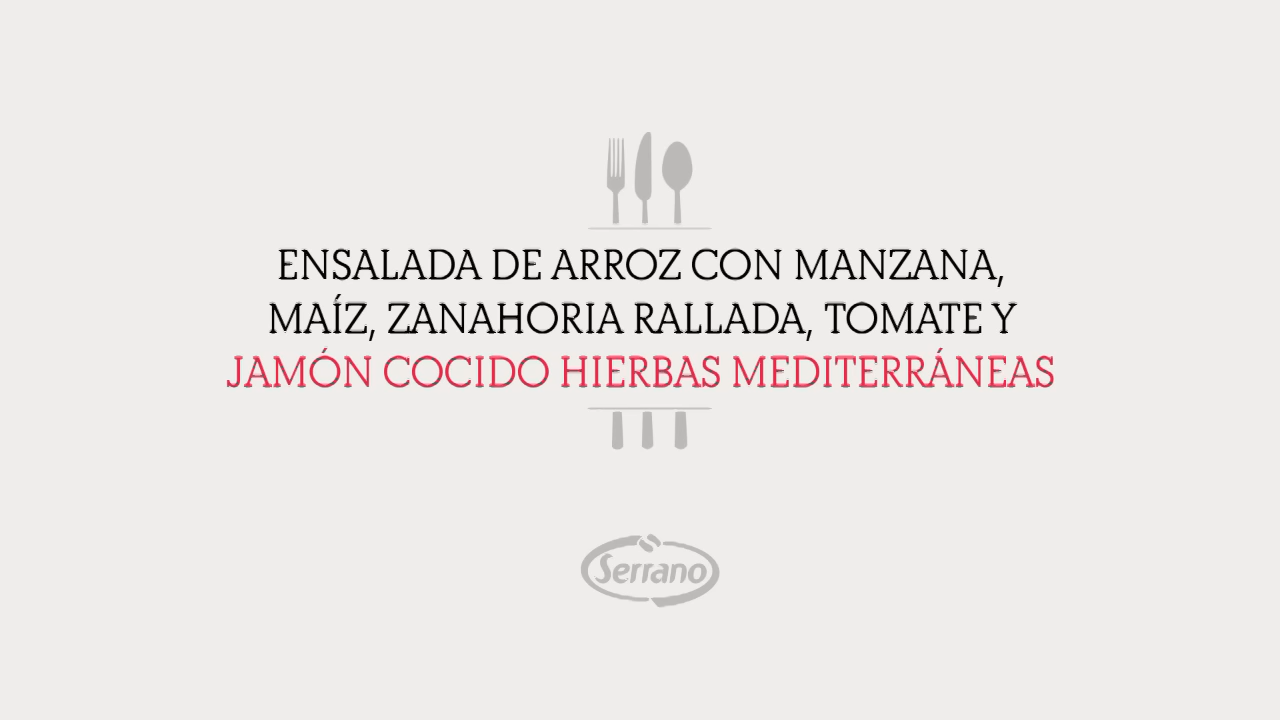 ENSALADA DE ARROZ CON MANZANA,
MAÍZ, ZANAHORIA RALLADA, TOMATE Y
JAMÓN COCIDO HIERBAS MEDITERRÁNEAS
Serrano